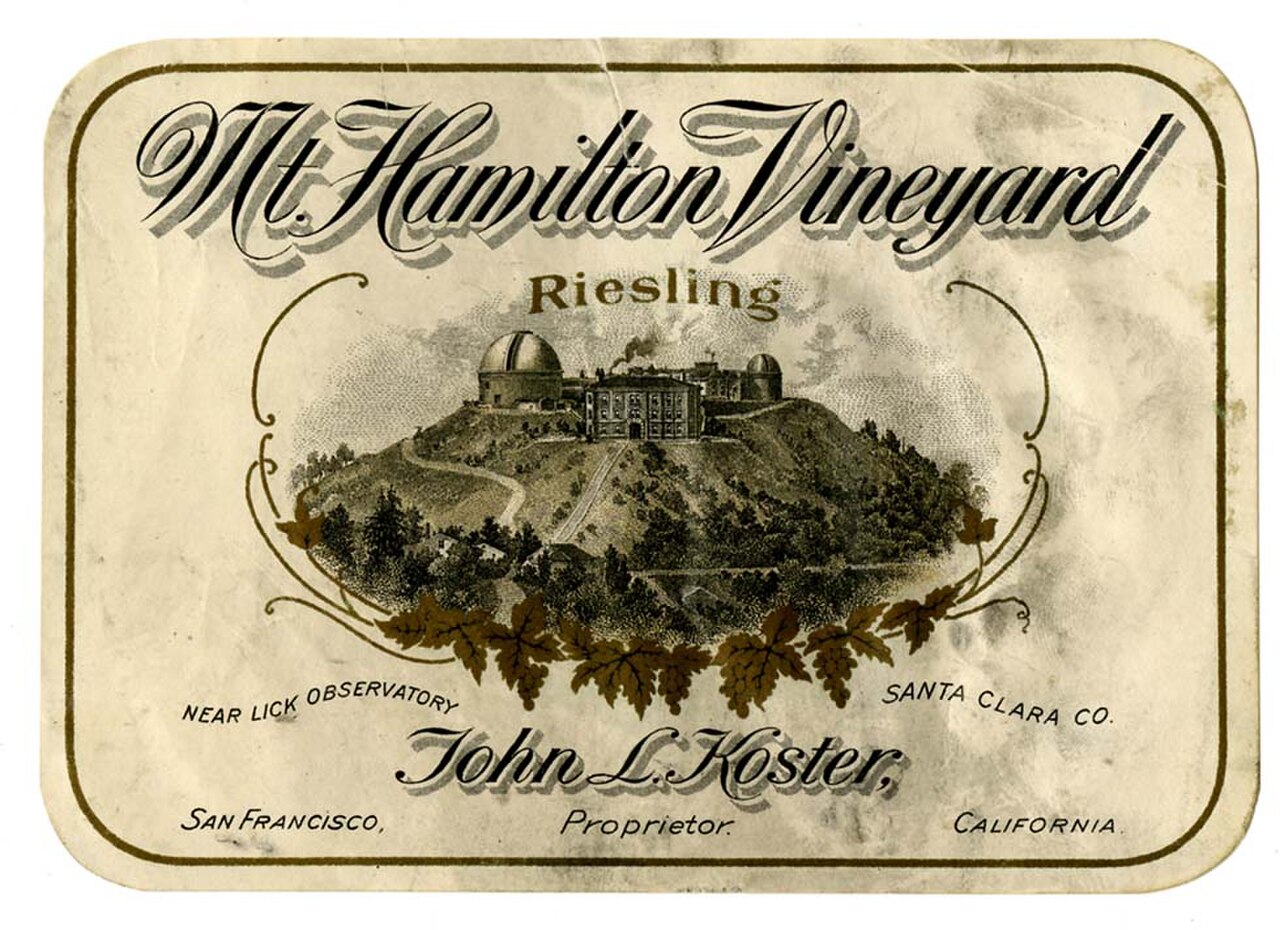 Mt. Hamilton Vineyard
Riesling
NEAR LICK OBSERVATORY
SANTA CLARA CO.
John L. Koster,
SAN FRANCISCO,
Proprietor.
CALIFORNIA.